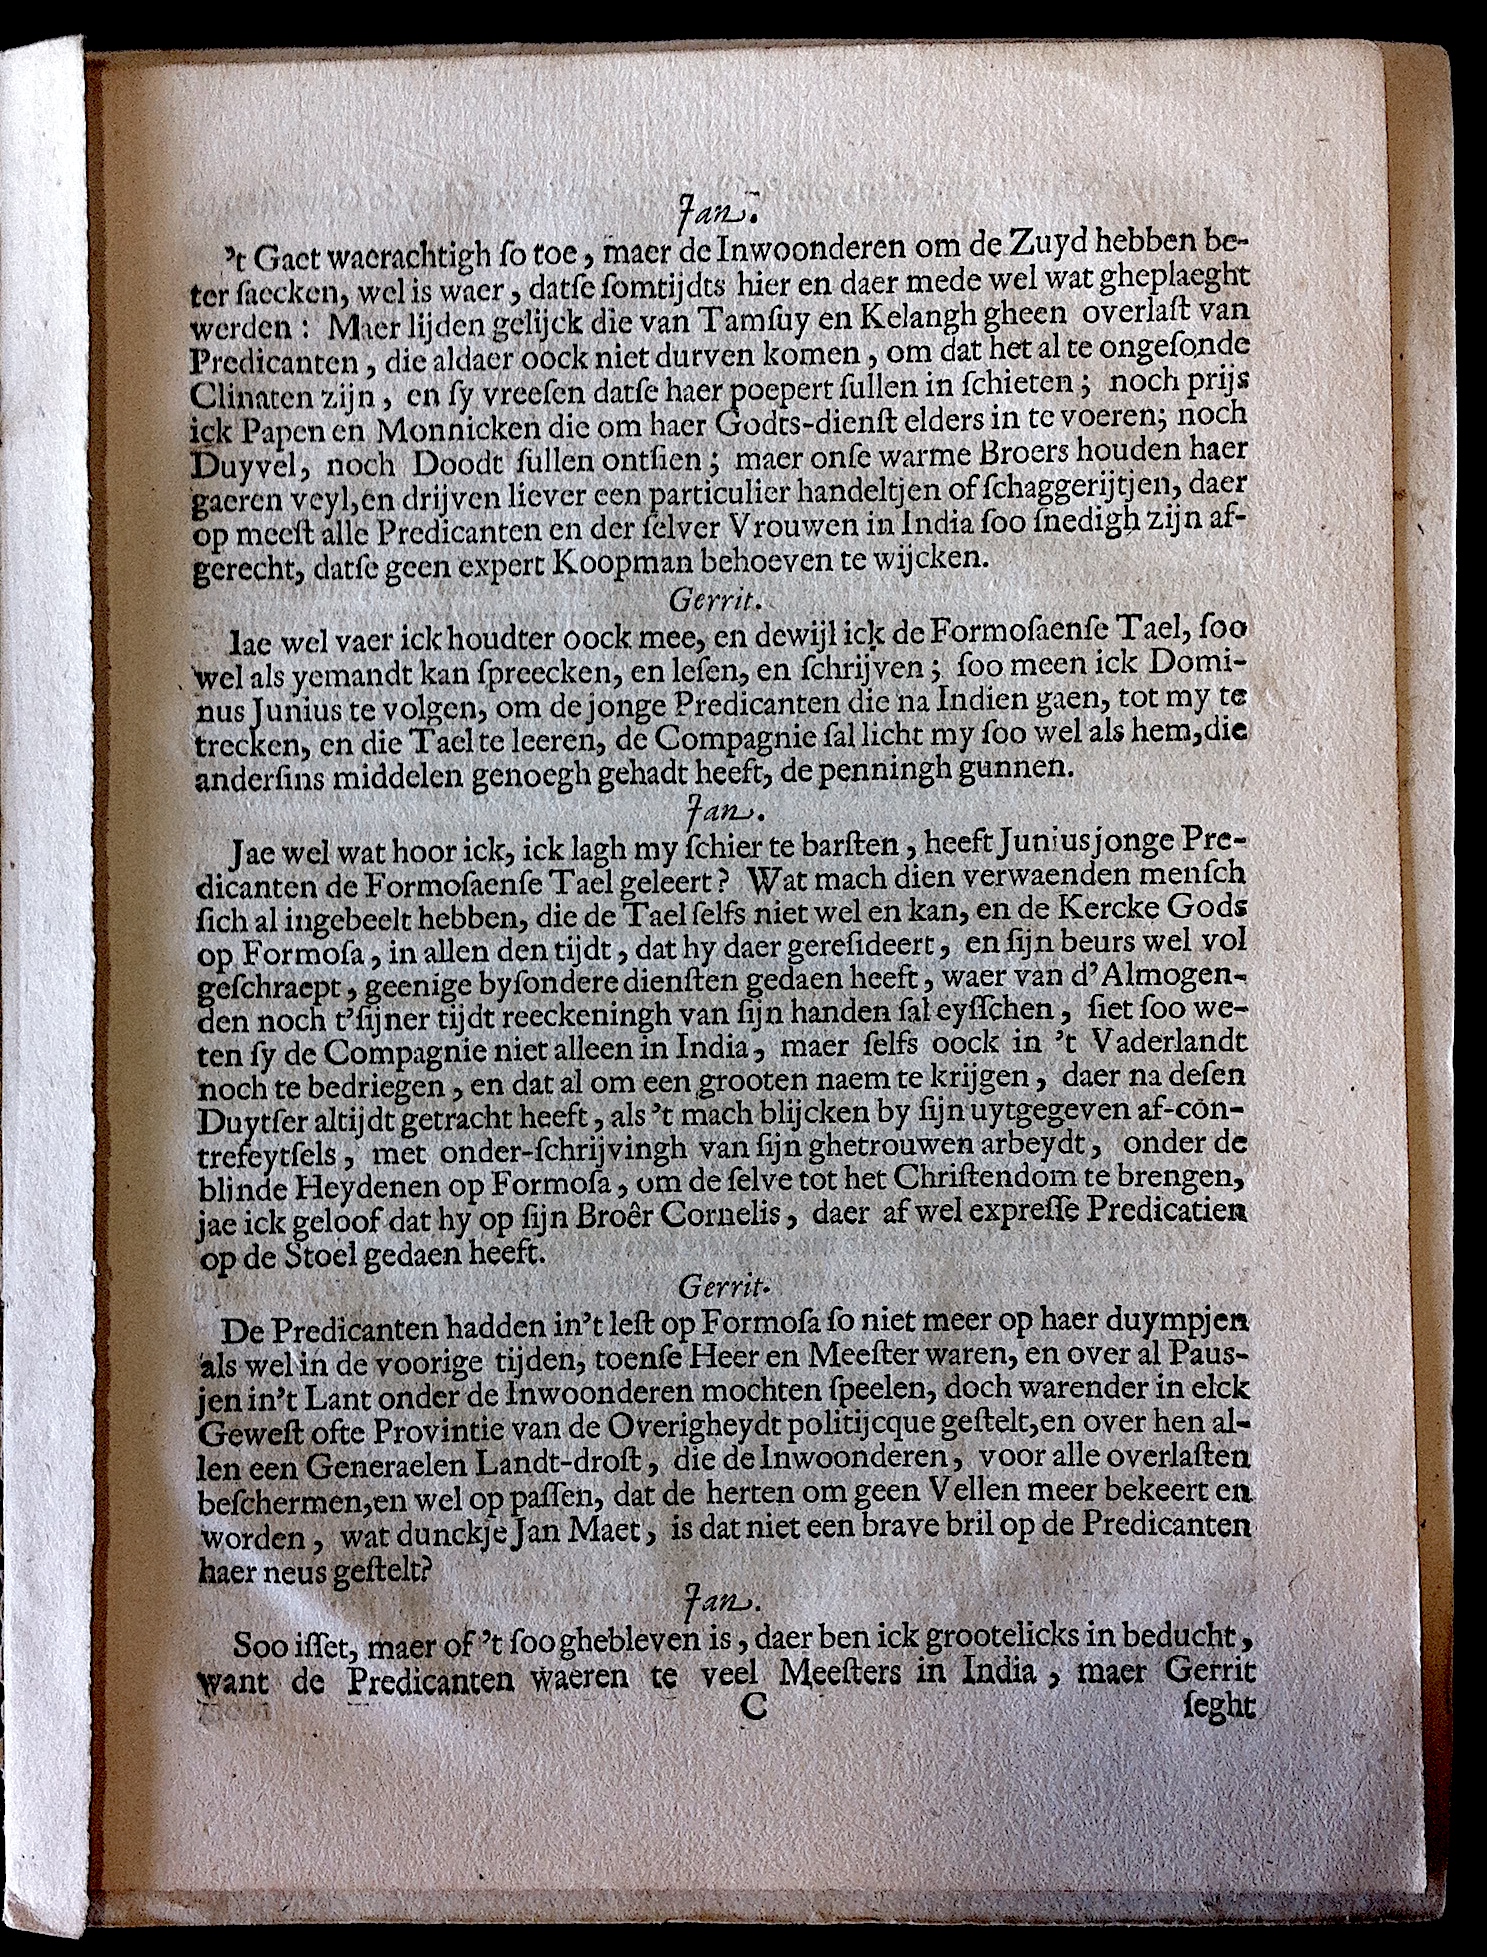 Jan.
’t Gaet waerachtigh ſo toe, maer de Inwoonderen om de Zuyd hebben be-
ter ſaecken, wel is waer, datſe ſomtijdts hier en daer mede wel wat gheplaeght
werden : Maer lijden gelijck die van Tamſuy en Kelangh gheen overlaſt van
Predicanten, die aldaer oock niet durven komen, om dat het al te ongeſonde
Clinaten zijn, en ſy vreeſen datſe haer poepert ſullen in ſchieten; noch prijs
ick Papen en Monnicken die om haer Godts-dienſt elders in te voeren; noch
Duyvel, noch Doodt ſullen ontſien; maer onſe warme Broers houden haer
gaeren veyl, en drijven liever een particulier handeltjen of ſchaggerijtjen, daer
op meeſt alle Predicanten en der ſelver Vrouwen in India ſoo ſnedigh zijn af-
gerecht, datſe geen expert Koopman behoeven te wijcken.
Gerrit.
Iae wel vaer ick houdter oock mee, en dewijl ick de Formoſaenſe Tael, ſoo
wel als yemandt kan ſpreecken, en leſen, en ſchrijven; ſoo meen ick Domi-
nus Junius te volgen, om de jonge Predicanten die na Indien gaen, tot my te
trecken, en die Tael te leeren, de Compagnie ſal licht my ſoo wel als hem, die
anderſins middelen genoegh gehadt heeft, de penningh gunnen.
Jan.
Jae wel wat hoor ick, ick lagh my ſchier te barſten, heeft Junius jonge Pre-
dicanten de Formoſaenſe Tael geleert? Wat mach dien verwaenden menſch
ſich al ingebeelt hebben, die de Tael ſelfs niet wel en kan, en de Kercke Gods
op Formoſa, in allen den tijdt, dat hy daer gereſideert, en ſijn beurs wel vol
geſchraept, geenige byſondere dienſten gedaen heeft, waer van d’Almogen-
den noch t’ſijner tijdt reeckeningh van ſijn handen ſal eyſſchen, ſiet ſoo we-
ten ſy de Compagnie niet alleen in India, maer ſelfs oock in ’t Vaderlandt
noch te bedriegen, en dat al om een grooten naem te krijgen, daer na deſen
Duytſer altijdt getracht heeft, als ’t mach blijcken by ſijn uytgegeven af-con-
trefeytſels, met onder-ſchrijvingh van ſijn ghetrouwen arbeydt, onder de
blinde Heydenen op Formoſa, om de ſelve tot het Chriſtendom te brengen,
jae ick geloof dat hy op ſijn Broêr Cornelis, daer af wel expreſſe Predicatien
op de Stoel gedaen heeft.
Gerrit.
De Predicanten hadden in’t leſt op Formoſa ſo niet meer op haer duympjen
als wel in de voorige tijden, toenſe Heer en Meeſter waren, en over al Paus-
jen in’t Lant onder de Inwoonderen mochten ſpeelen, doch warender in elck
Geweſt ofte Provintie van de Overigheydt politijcque geſtelt, en over hen al-
len een Generaelen Landt-droſt, die de Inwoonderen, voor alle overlaſten
beſchermen, en wel op paſſen, dat de herten om geen Vellen meer bekeert en
worden, wat dunckje Jan Maet, is dat niet een brave bril op de Predicanten
haer neus geſtelt?
Jan.
Soo iſſet, maer of ’t ſoo ghebleven is, daer ben ick grootelicks in beducht,
want de Predicanten waeren te veel Meeſters in India, maer Gerrit
C ſeght